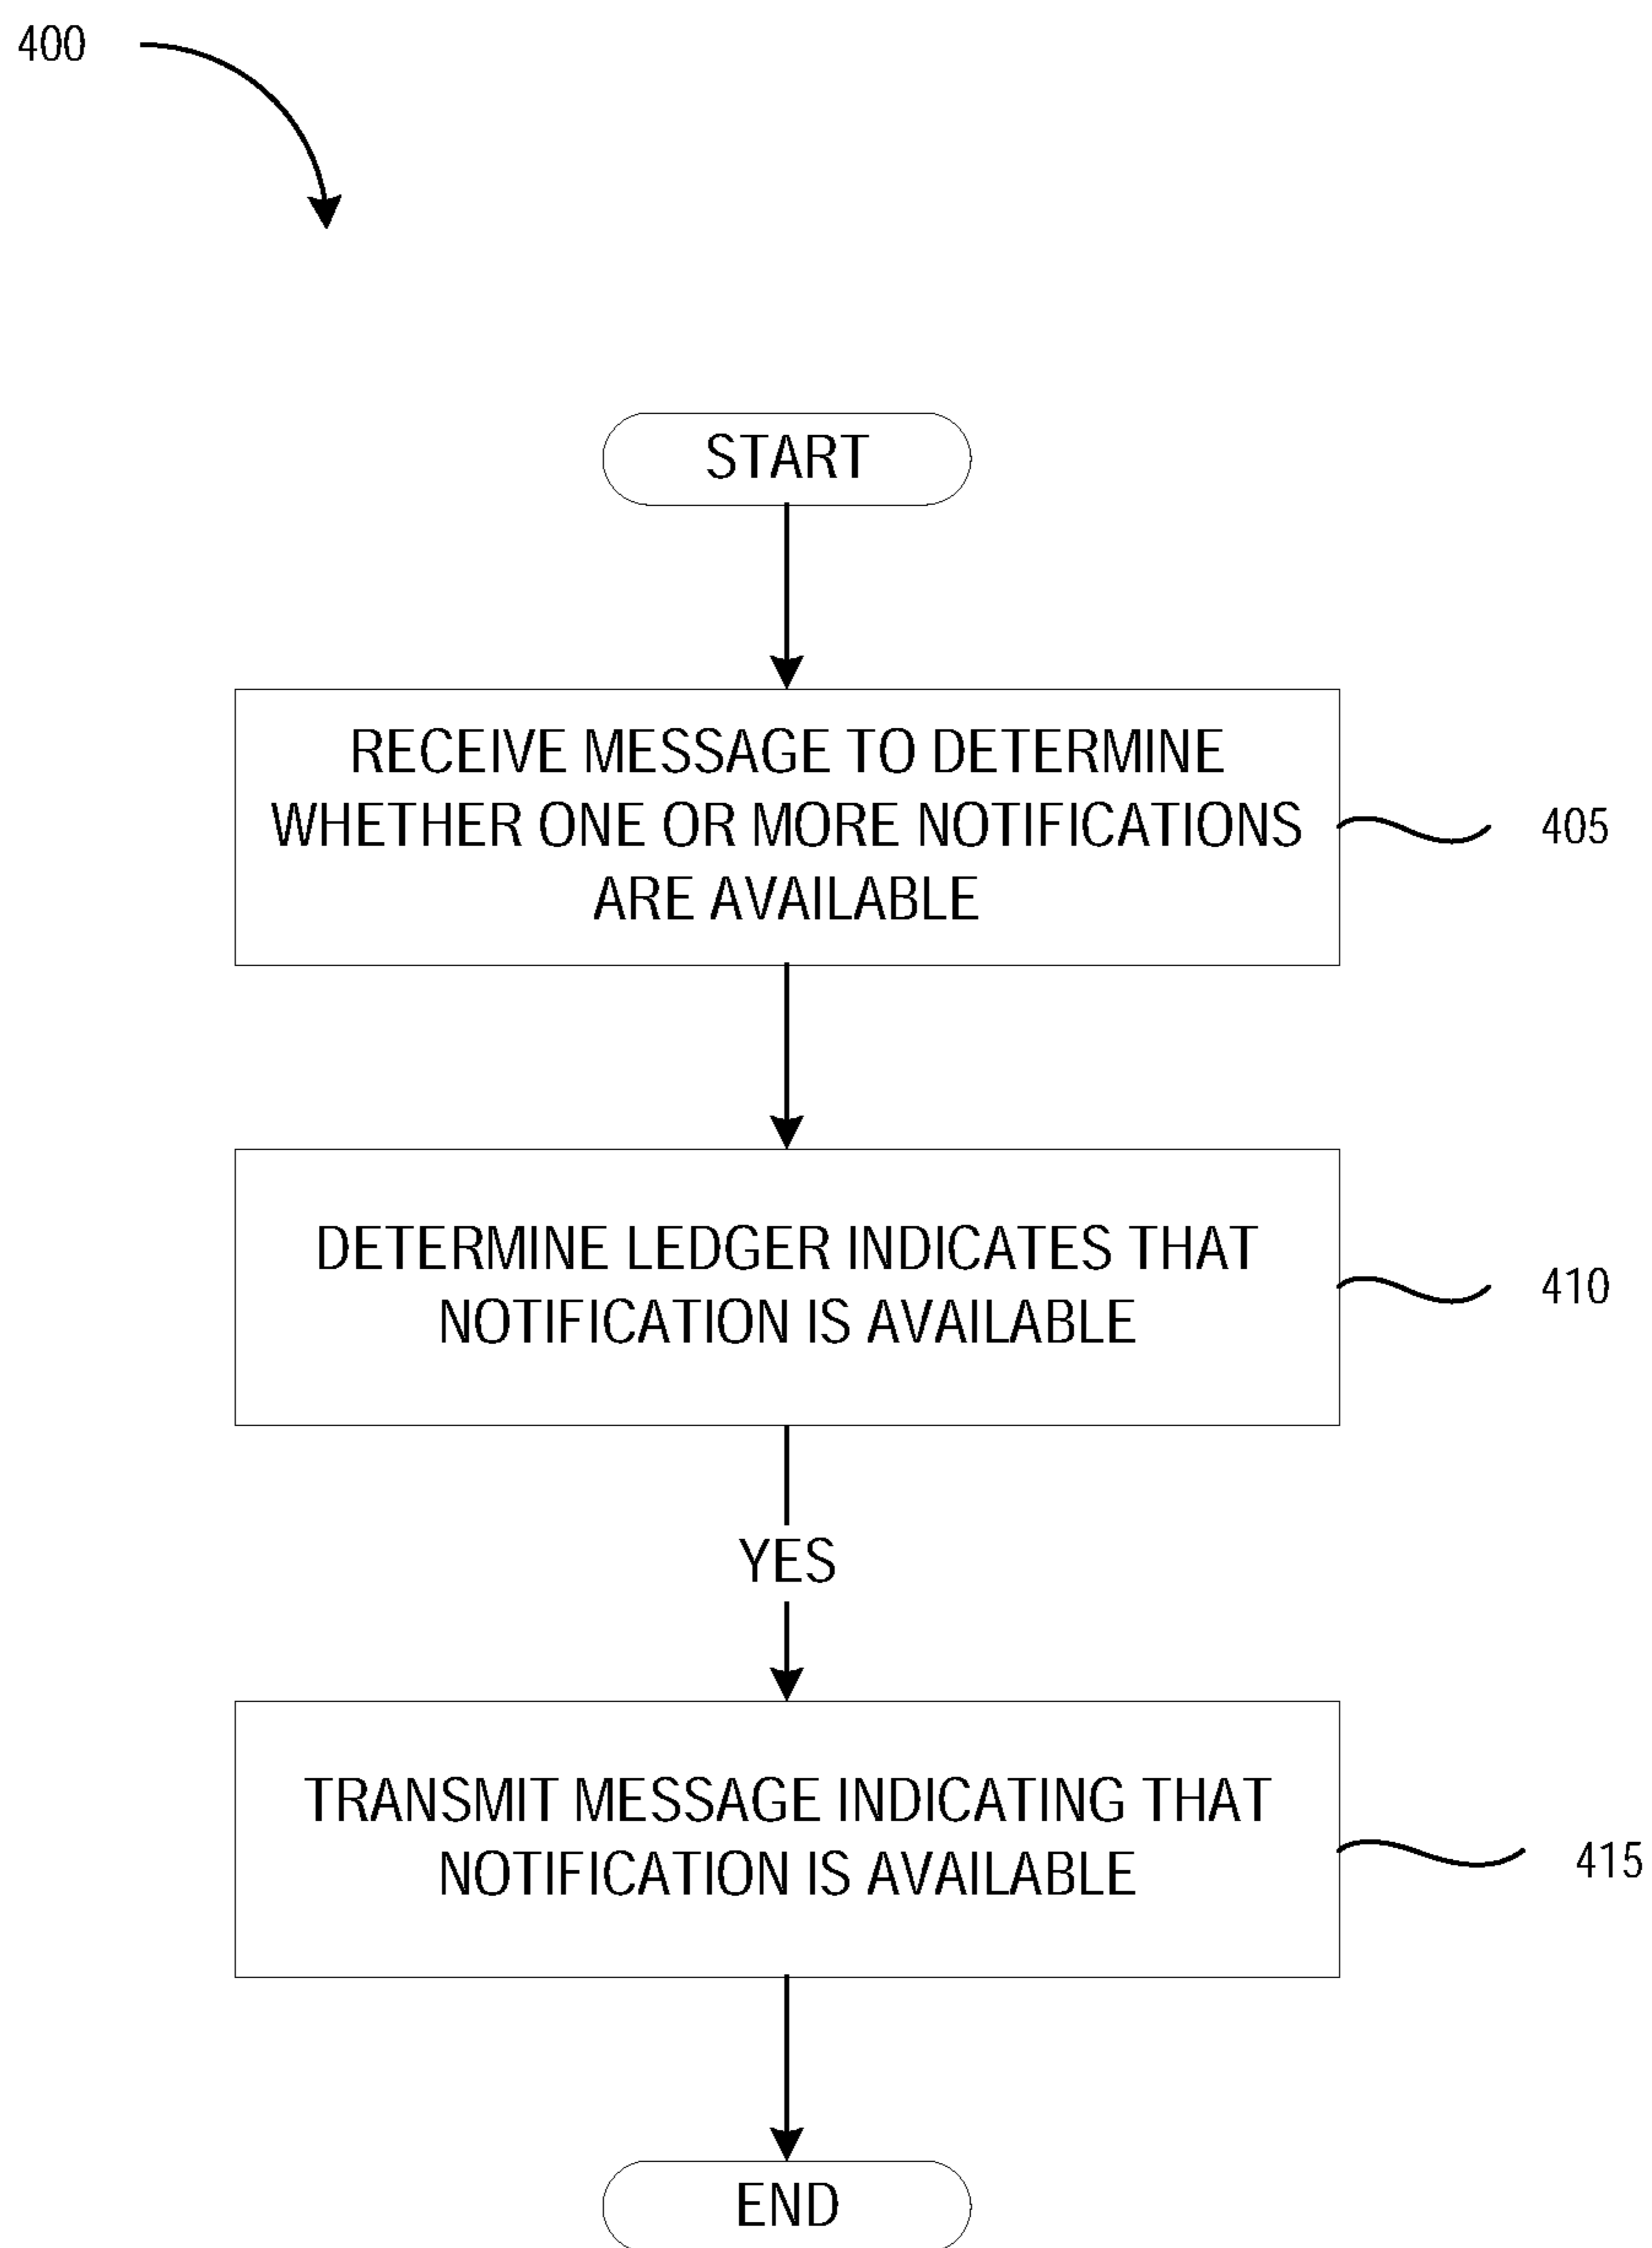 400
START
RECEIVE MESSAGE TO DETERMINE
WHETHER ONE OR MORE NOTIFICATIONS
ARE AVAILABLE
405
DETERMINE LEDGER INDICATES THAT
NOTIFICATION IS AVAILABLE
410
YES
TRANSMIT MESSAGE INDICATING THAT
NOTIFICATION IS AVAILABLE
415
END